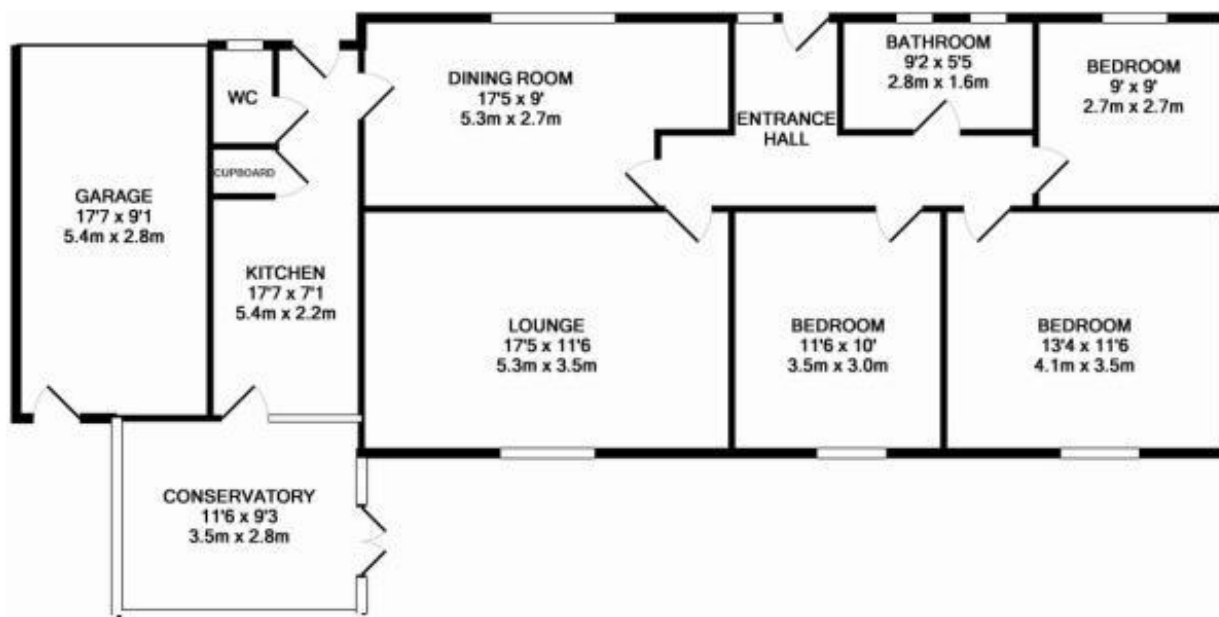 GARAGE
17'7 x 9'1
5.4m x 2.8m
WC
CUPBOARD
KITCHEN
17'7 x 7'1
5.4m x 2.2m
DINING ROOM
17'5 x 9'
5.3m x 2.7m
ENTRANCE
HALL
BATHROOM
9'2 x 5'5
2.8m x 1.6m
BEDROOM
9' x 9'
2.7m x 2.7m
LOUNGE
17'5 x 11'6
5.3m x 3.5m
BEDROOM
11'6 x 10'
3.5m x 3.0m
BEDROOM
13'4 x 11'6
4.1m x 3.5m
CONSERVATORY
11'6 x 9'3
3.5m x 2.8m